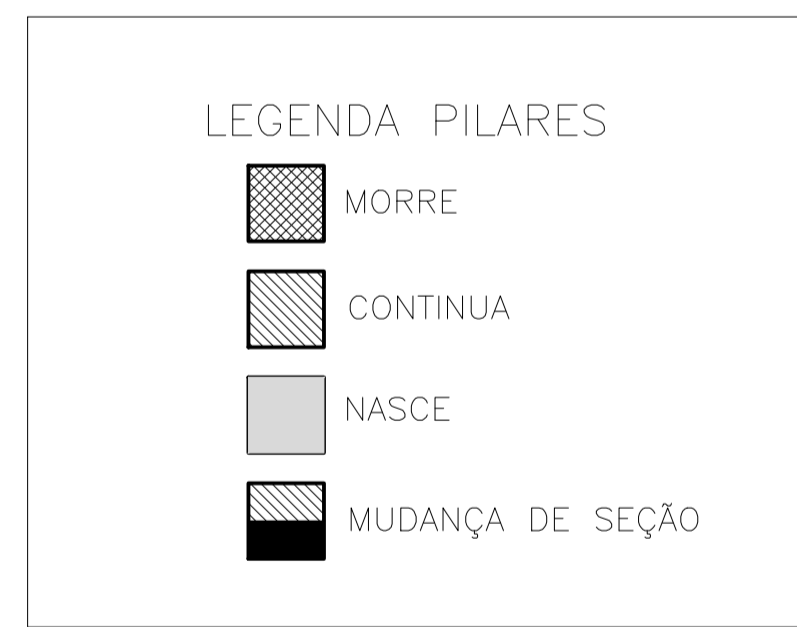 LEGENDA PILARES
MORRE
CONTINUA
NASCE
MUDANÇA DE SEÇÃO